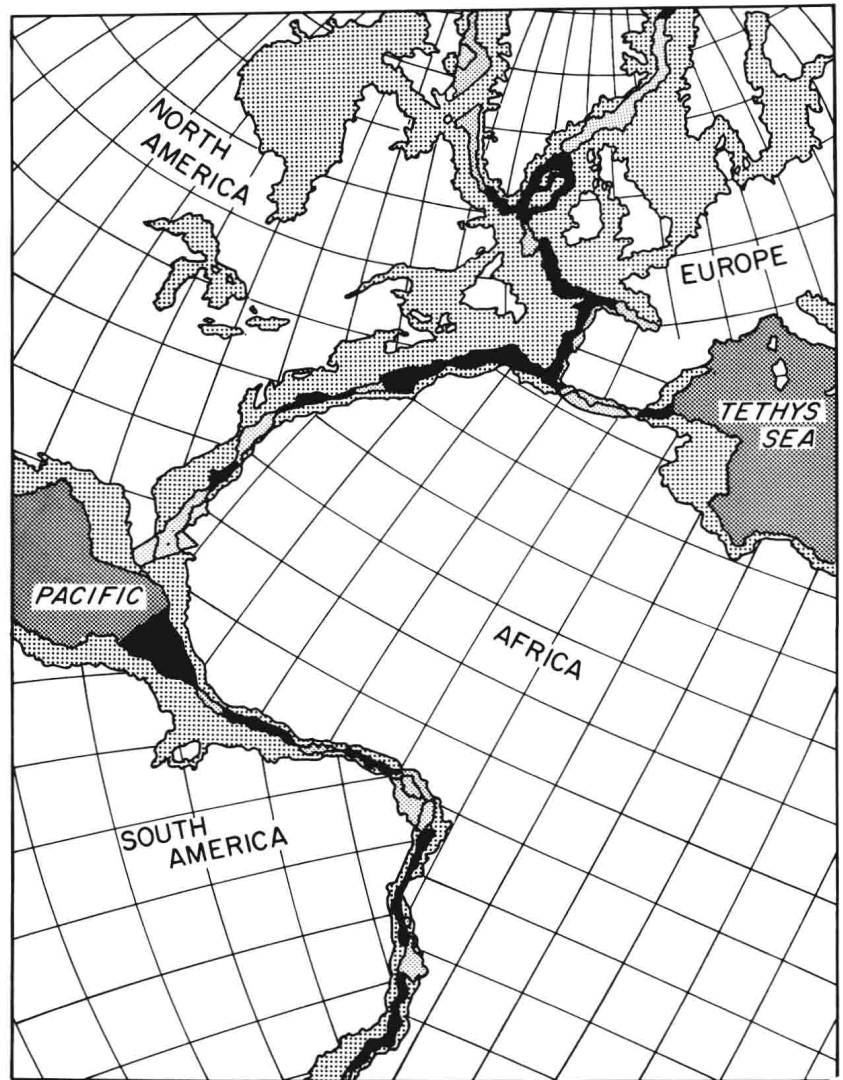 NORTH
AMERICA
EUROPE
TETHYS
SEA
PACIFIC
AFRICA
SOUTH
AMERICA